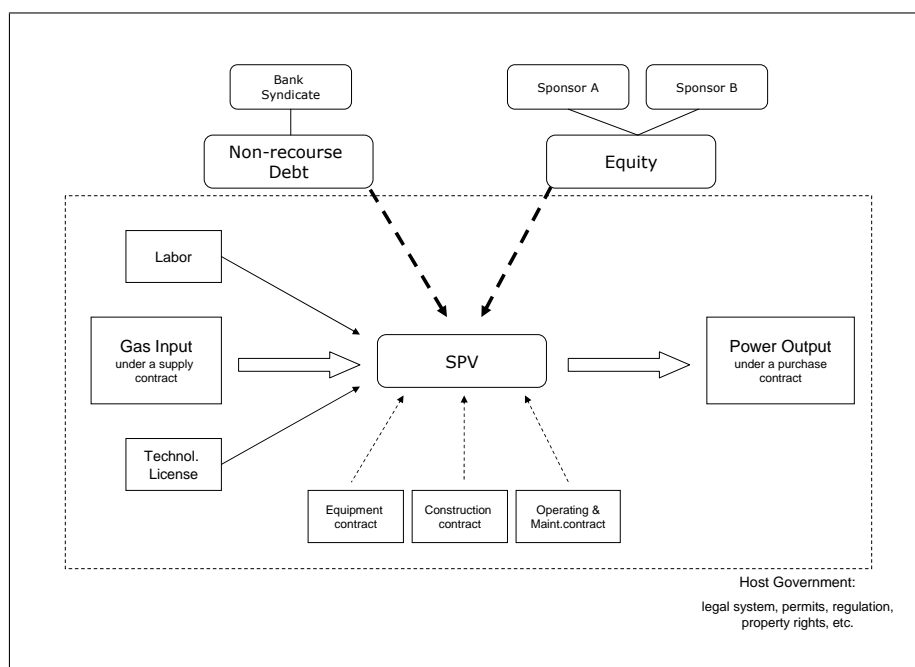 Bank
Syndicate
Sponsor A
Sponsor B
Non-recourse
Debt
Equity
Labor
Gas Input
under a supply
contract
SPV
Power Output
under a purchase
contract
Technol.
License
Equipment
contract
Construction
contract
Operating &
Maint.contract
Host Government:
legal system, permits, regulation,
property rights, etc.